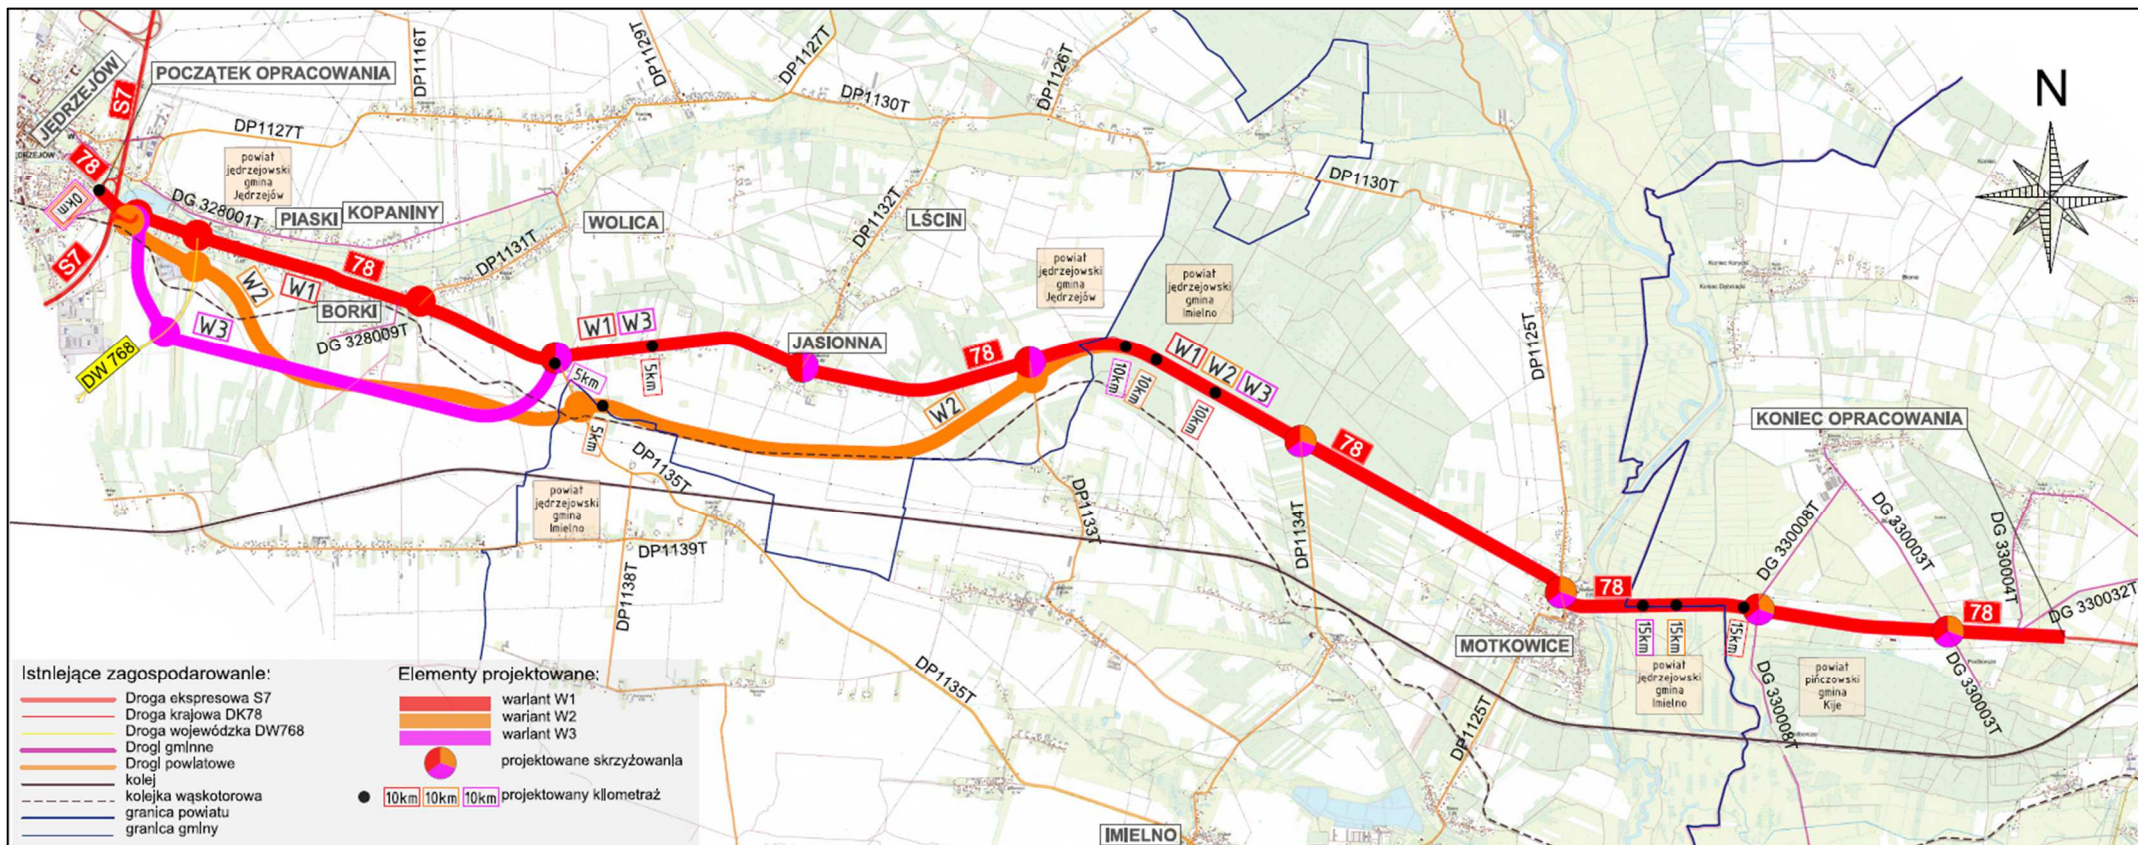 JĘDRZEJÓW
S7
POCZĄTEK OPRACOWANIA
DP1116T
DP1129T
DP1127T
DP1126T
DP1130T
N
DP1127T
78
0km
powiat
jędrzejowski
gmina
Jędrzejów
DG 328001T
PIASKI
KOPANINY
DP1131T
WOLICA
DP1132T
LŚCIN
DP1130T
powiat
jędrzejowski
gmina
Jędrzejów
powiat
jędrzejowski
gmina
Imielno
S7
W2
W1
78
BORKI
W3
DG 328009T
DW 768
W1 W3
5km
5km
JASIONNA
78
W2
10km
10km
W1 W2 W3
10km
DP1125T
78
5km
DP1135T
KONIEC OPRACOWANIA
powiat
jędrzejowski
gmina
Imielno
DP1139T
DP1138T
DP1133T
DP1134T
DG 330008T
DG 330003T
DG 330004T
DG 330032T
78
78
MOTKOWICE
15km
15km
15km
powiat
jędrzejowski
gmina
Imielno
DG 330008T
powiat
pińczowski
gmina
Kije
DG 330003T
DP1135T
DP1125T
IMIELNO
Istniejące zagospodarowanie:
Droga ekspresowa S7
Droga krajowa DK78
Droga wojewódzka DW768
Drogi gminne
Drogi powiatowe
kolej
kolejka wąskotorowa
granica powiatu
granica gminy
Elementy projektowane:
wariant W1
wariant W2
wariant W3
projektowane skrzyżowania
10km 10km 10km projektowany kilometraż